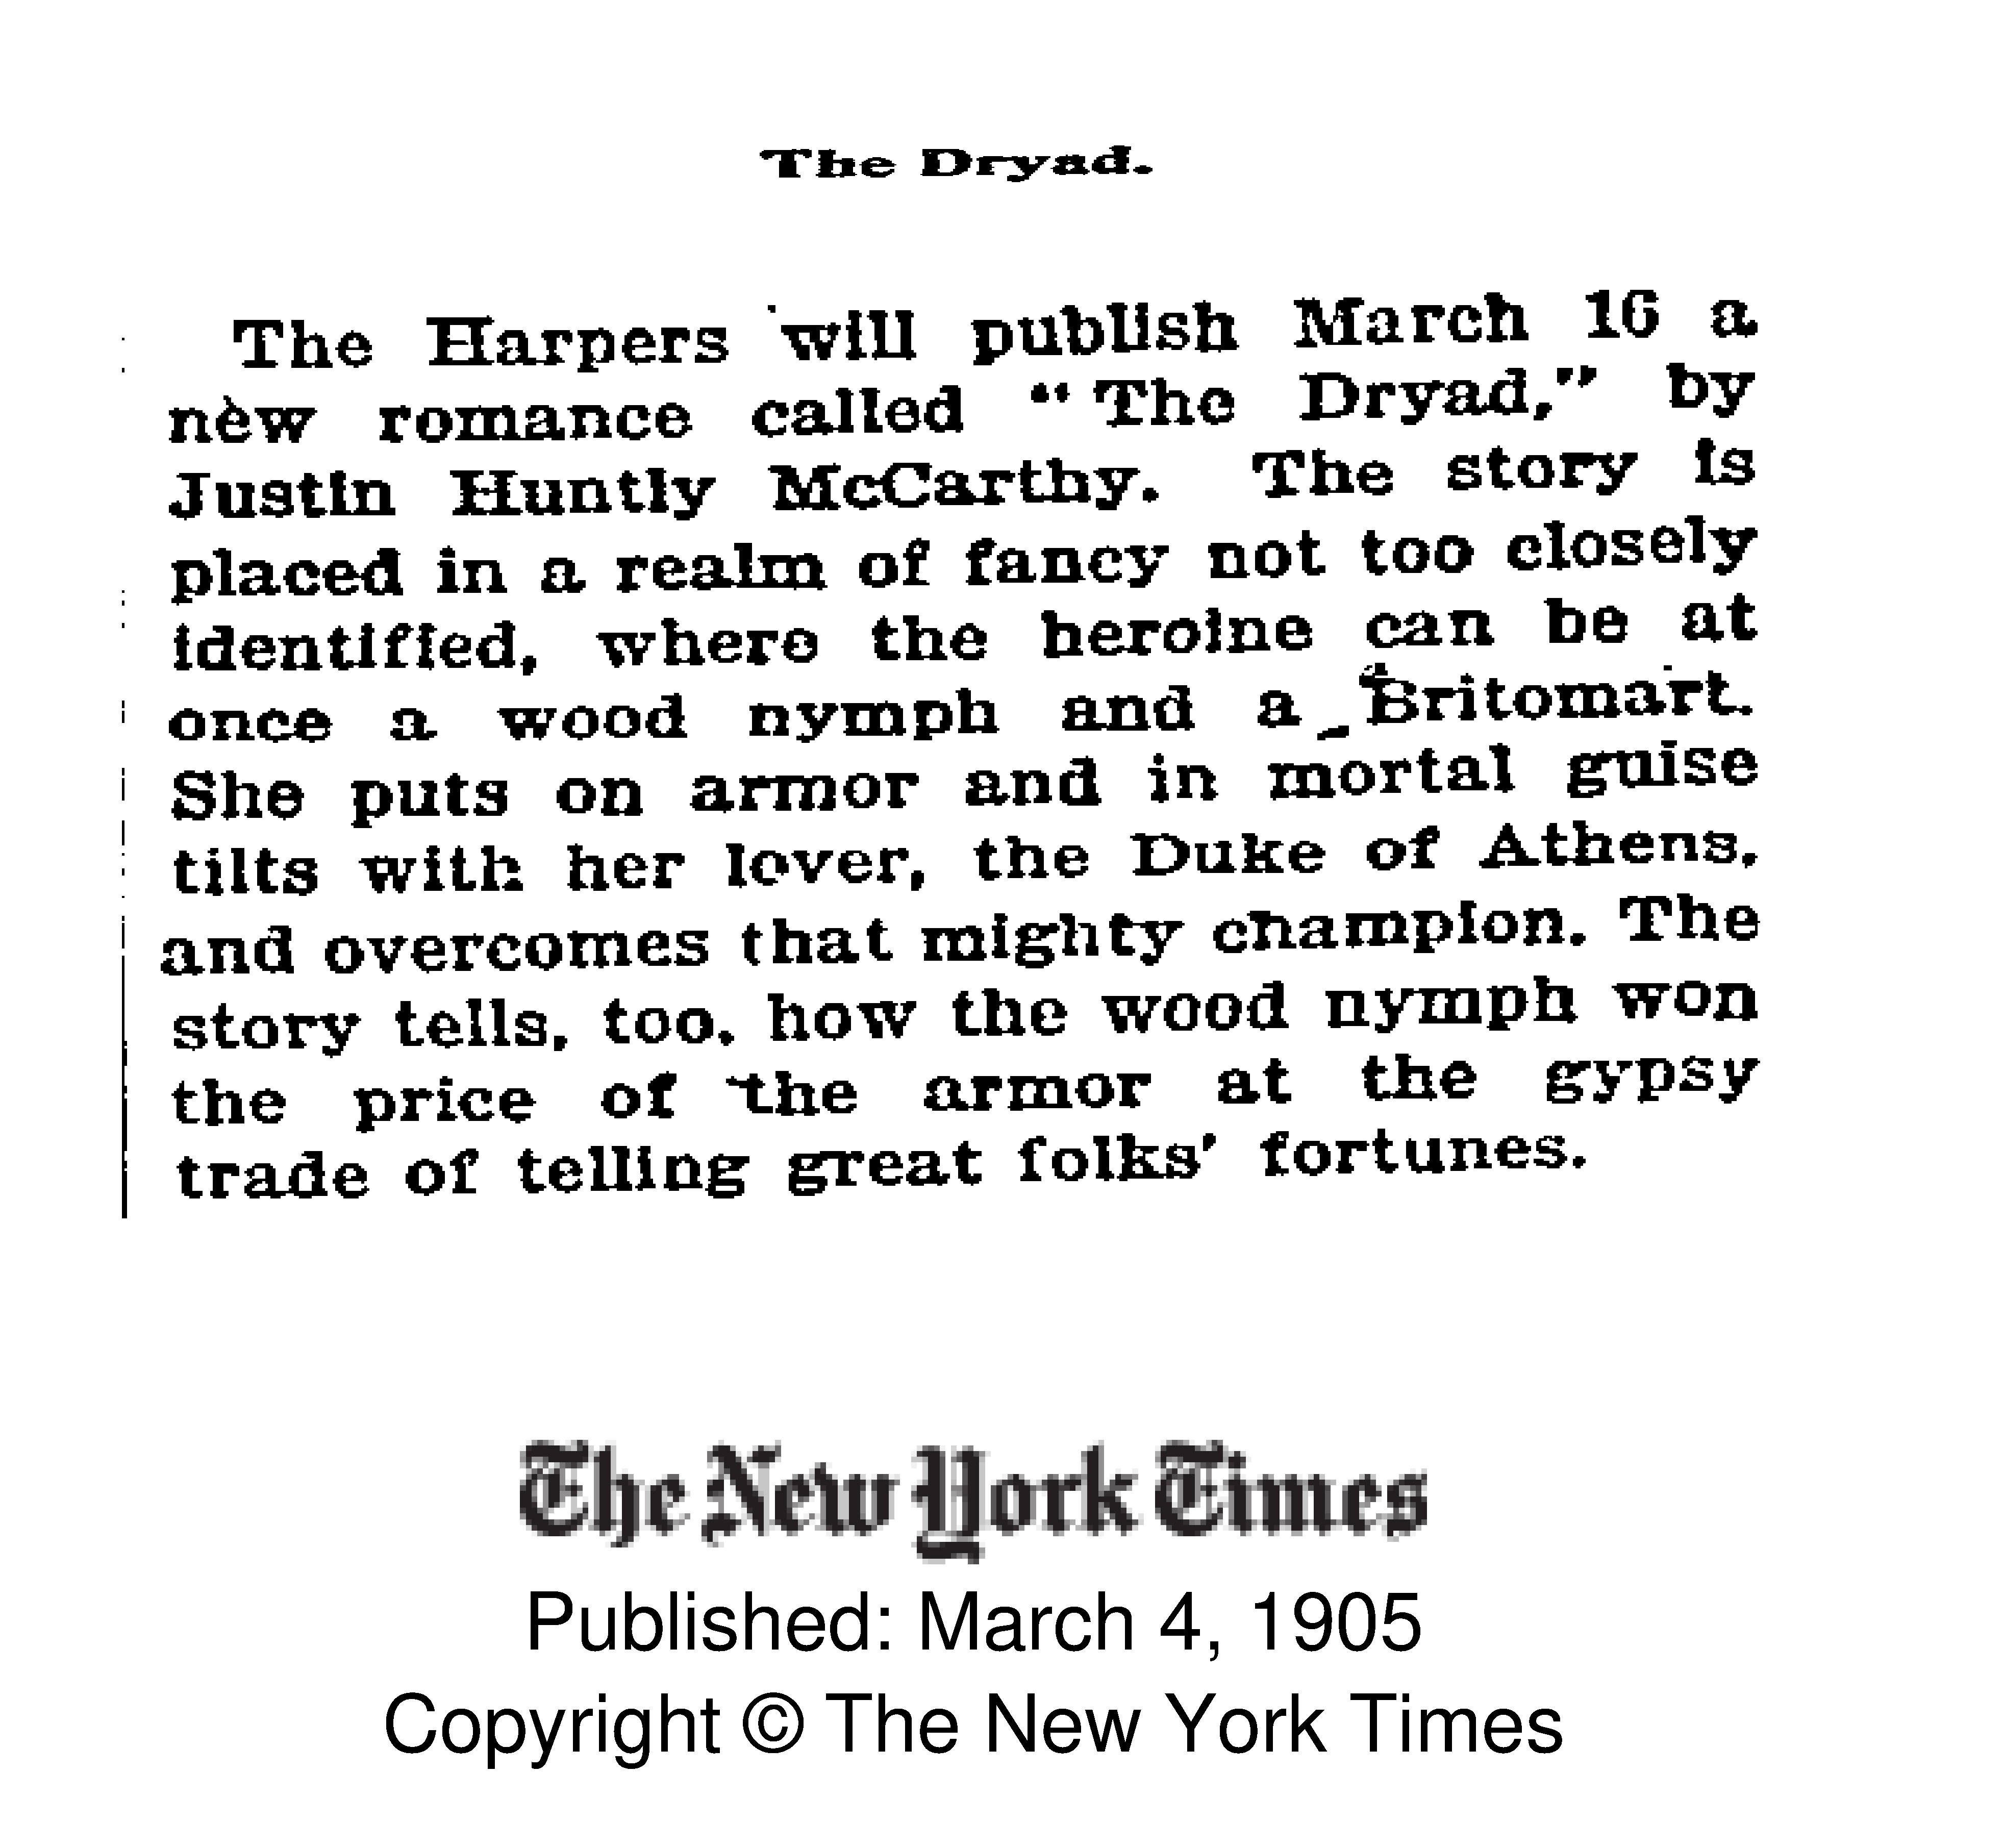 The Dryad.
The Harpers will publish March 16 a
new romance called “The Dryad,” by
Justin Huntly McCarthy. The story is
placed in a realm of fancy not too closely
identified, where the heroine can be at
once a wood nymph and a Britomart.
She puts on armor and in mortal guise
tilts with her lover, the Duke of Athens,
and overcomes that mighty champion. The
story tells, too, how the wood nymph won
the price of the armor at the gypsy
trade of telling great folks’ fortunes.
The New York Times
Published: March 4, 1905
Copyright © The New York Times